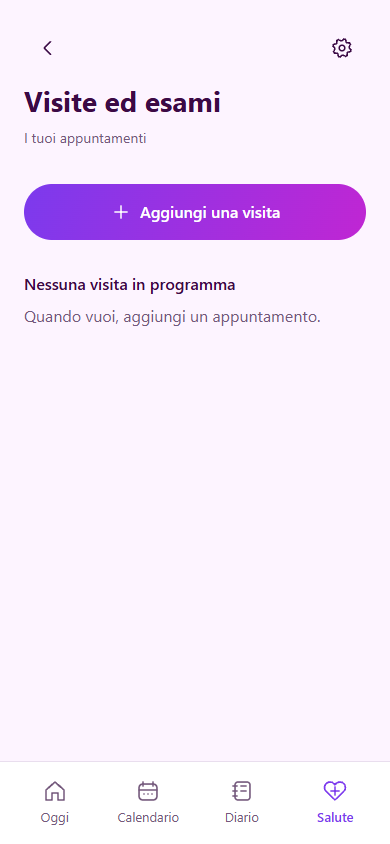 Visite ed esami
I tuoi appuntamenti
Aggiungi una visita
Nessuna visita in programma
Quando vuoi, aggiungi un appuntamento.
Oggi
Calendario
Diario
Salute